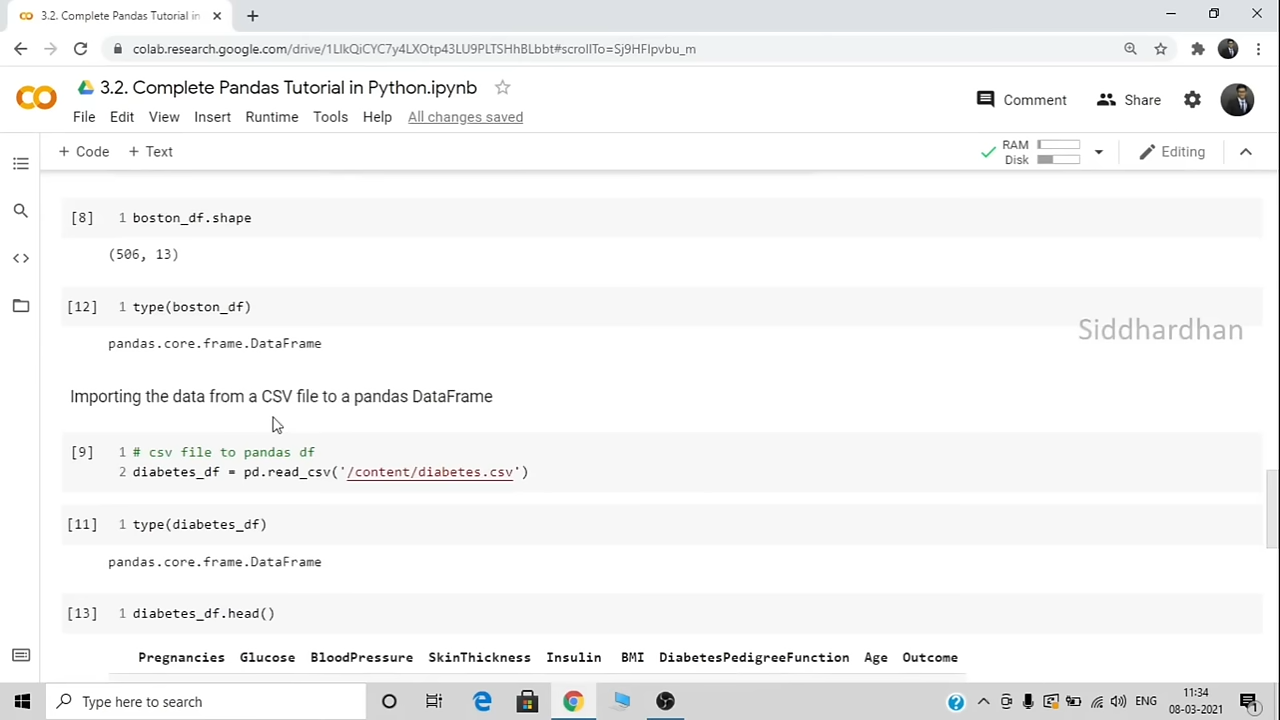 3.2. Complete Pandas Tutorial in
colab.research.google.com/drive/1LlkQiCYC7y4LXOtp43LU9PLTSHhBLbbt#scrollTo=Sj9HFIpvbu_m
3.2. Complete Pandas Tutorial in Python.ipynb
Comment
Share
File Edit View Insert Runtime Tools Help All changes saved
+ Code + Text
RAM
Disk
Editing
[8] 1 boston_df.shape
(506, 13)
[12] 1 type(boston_df)
Siddhardhan
pandas.core.frame.DataFrame
Importing the data from a CSV file to a pandas DataFrame
[9] 1 # csv file to pandas df
2 diabetes_df = pd.read_csv('/content/diabetes.csv')
[11] 1 type(diabetes_df)
pandas.core.frame.DataFrame
[13] 1 diabetes_df.head()
Pregnancies Glucose BloodPressure SkinThickness Insulin BMI DiabetesPedigreeFunction Age Outcome
Type here to search
ENG
11:34
08-03-2021